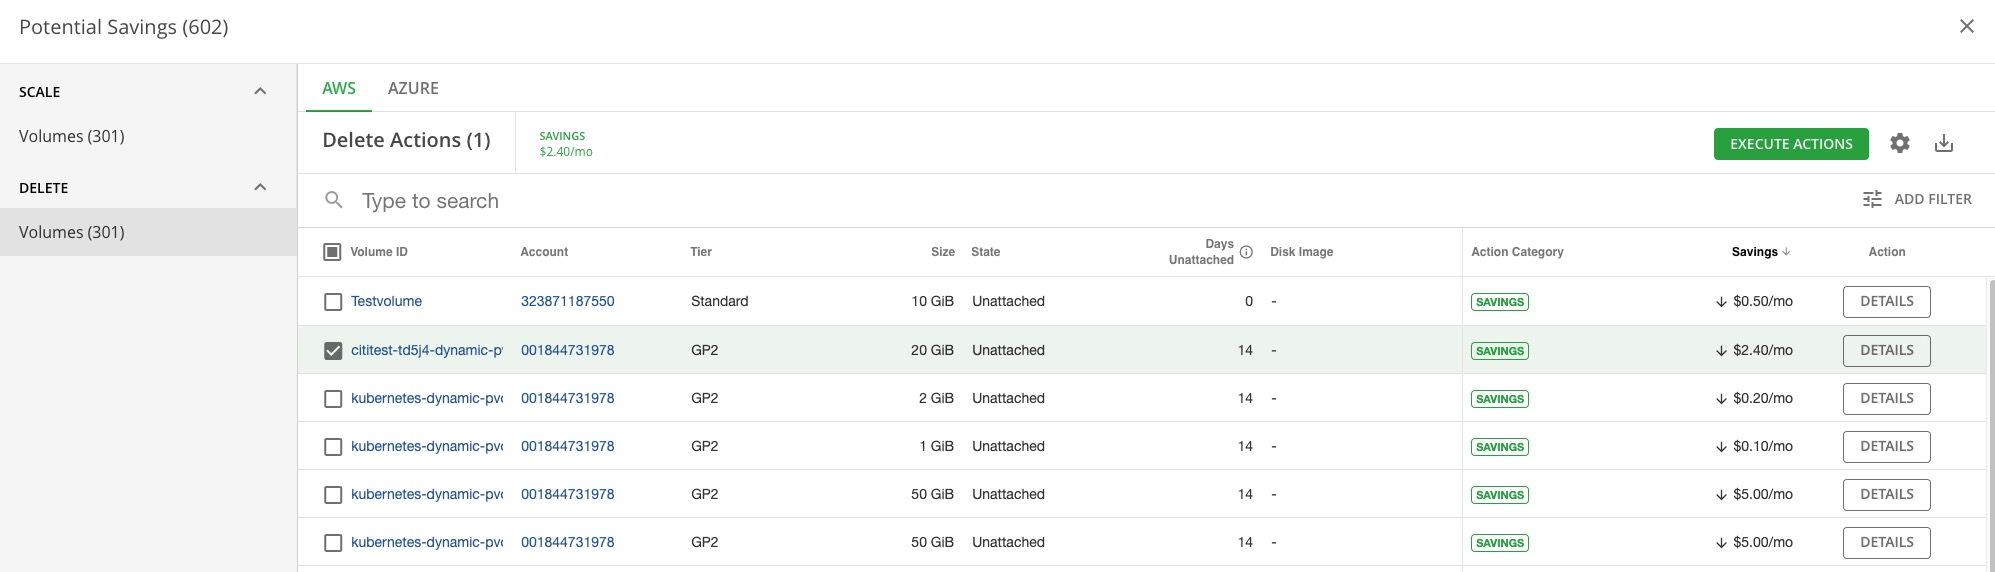 Potential Savings (602)
SCALE
Volumes (301)
DELETE
Volumes (301)
AWS AZURE
Delete Actions (1)
SAVINGS
$2.40/mo
EXECUTE ACTIONS
Type to search
ADD FILTER
Volume ID Account Tier Size State Days Unattached Disk Image Action Category Savings Action
Testvolume 323871187550 Standard 10 GiB Unattached 0 - SAVINGS $0.50/mo DETAILS
cititest-td5j4-dynamic-p 001844731978 GP2 20 GiB Unattached 14 - SAVINGS $2.40/mo DETAILS
kubernetes-dynamic-pv 001844731978 GP2 2 GiB Unattached 14 - SAVINGS $0.20/mo DETAILS
kubernetes-dynamic-pv 001844731978 GP2 1 GiB Unattached 14 - SAVINGS $0.10/mo DETAILS
kubernetes-dynamic-pv 001844731978 GP2 50 GiB Unattached 14 - SAVINGS $5.00/mo DETAILS
kubernetes-dynamic-pv 001844731978 GP2 50 GiB Unattached 14 - SAVINGS $5.00/mo DETAILS